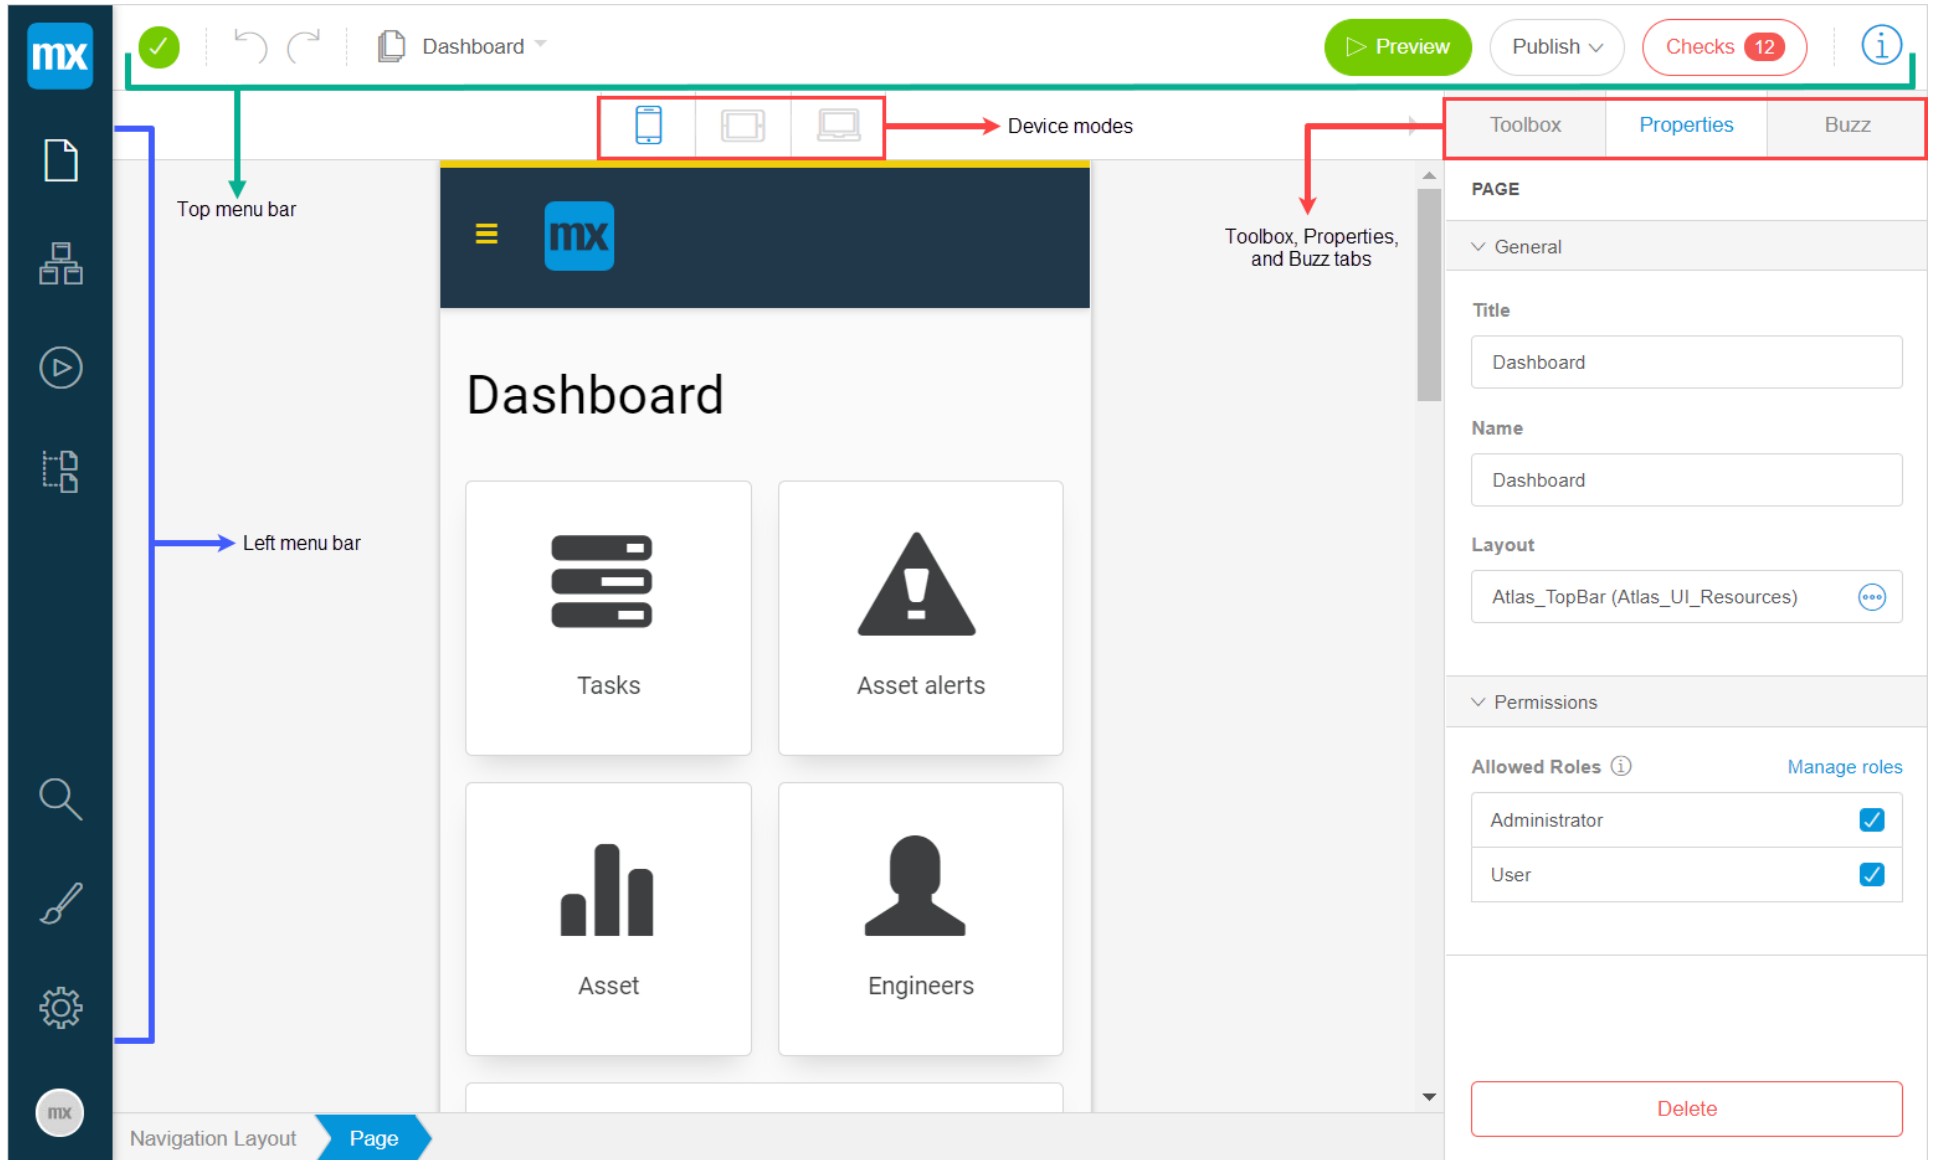 mx
Dashboard
Preview
Publish
Checks 12
Device modes
Toolbox
Properties
Buzz
Top menu bar
mx
Toolbox, Properties,
and Buzz tabs
PAGE
General
Title
Dashboard
Name
Dashboard
Layout
Atlas_TopBar (Atlas_UI_Resources)
Permissions
Allowed Roles
Manage roles
Administrator
User
Delete
Left menu bar
Dashboard
Tasks
Asset alerts
Asset
Engineers
mx
Navigation Layout
Page